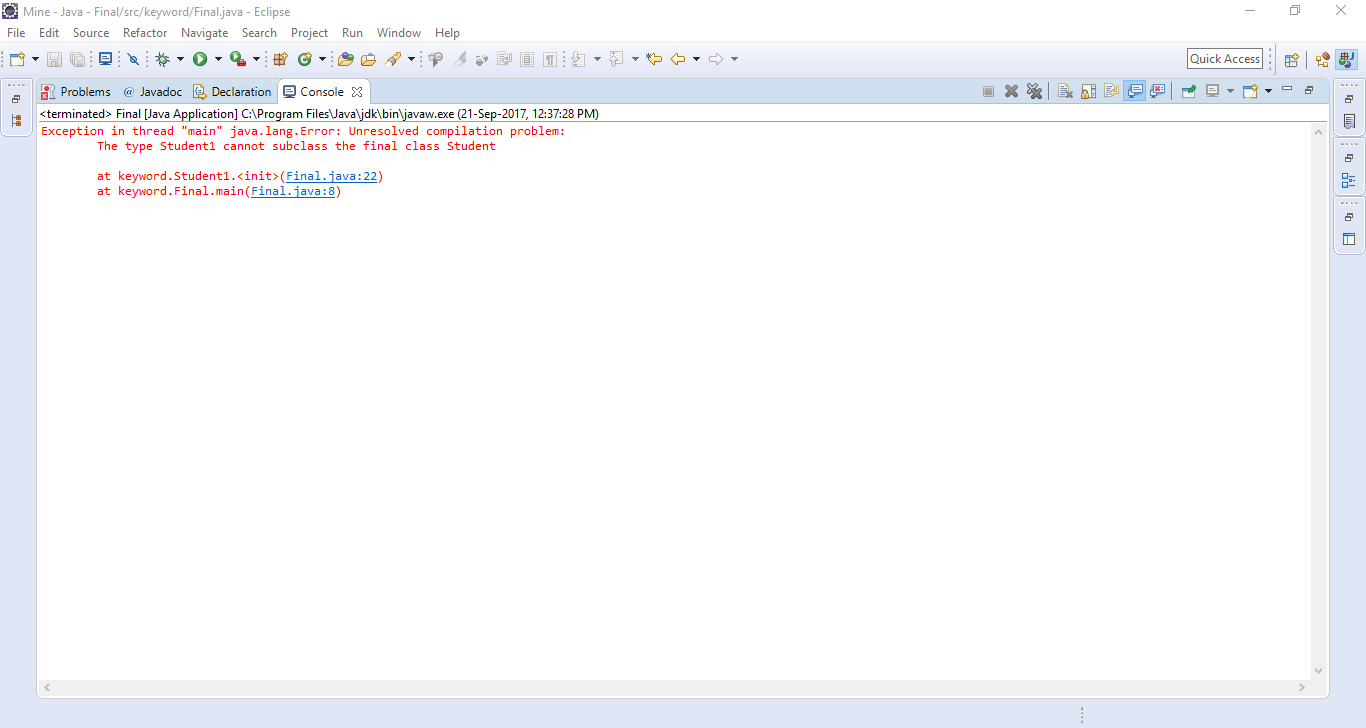 Mine - Java - Final/src/keyword/Final.java - Eclipse
File Edit Source Refactor Navigate Search Project Run Window Help
Quick Access
Problems @ Javadoc Declaration Console
<terminated> Final [Java Application] C:\Program Files\Java\jdk\bin\javaw.exe (21-Sep-2017, 12:37:28 PM)
Exception in thread "main" java.lang.Error: Unresolved compilation problem:
The type Student1 cannot subclass the final class Student
at keyword.Student1.<init>(Final.java:22)
at keyword.Final.main(Final.java:8)